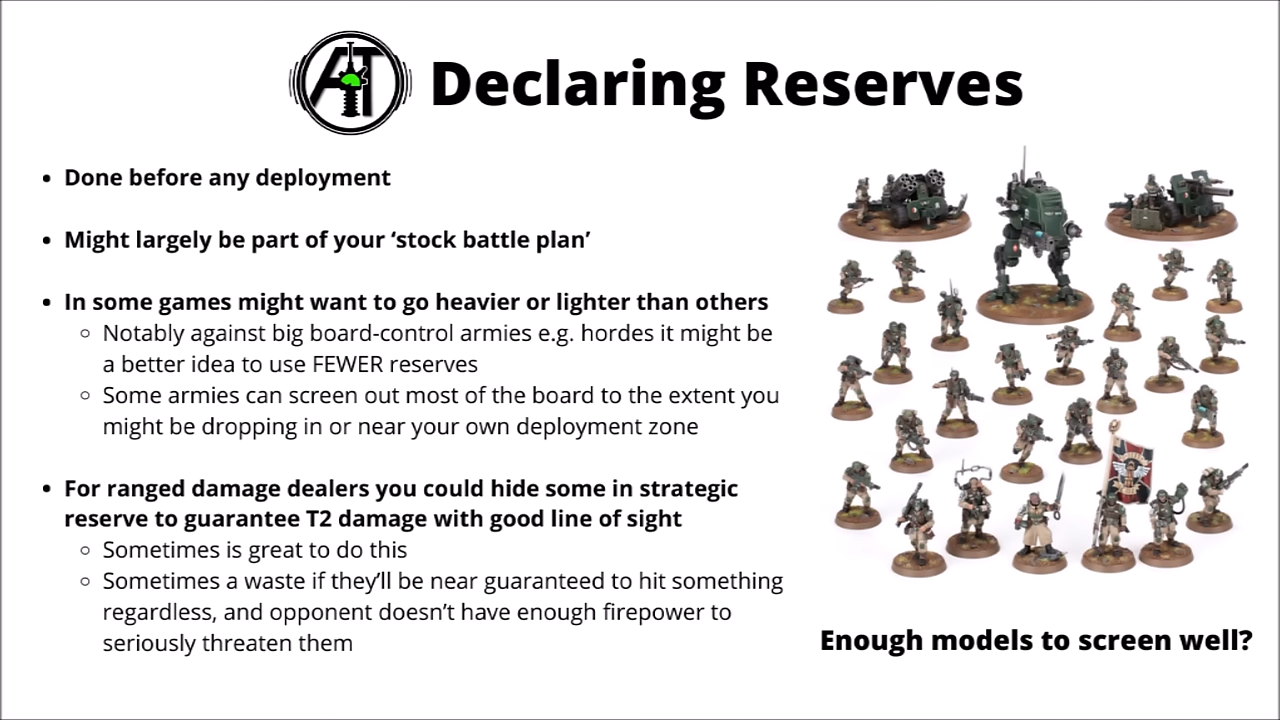 AT
Declaring Reserves
• Done before any deployment
• Might largely be part of your ‘stock battle plan’
• In some games might want to go heavier or lighter than others
○ Notably against big board-control armies e.g. hordes it might be
a better idea to use FEWER reserves
○ Some armies can screen out most of the board to the extent you
might be dropping in or near your own deployment zone
• For ranged damage dealers you could hide some in strategic
reserve to guarantee T2 damage with good line of sight
○ Sometimes is great to do this
○ Sometimes a waste if they’ll be near guaranteed to hit something
regardless, and opponent doesn’t have enough firepower to
seriously threaten them
Enough models to screen well?